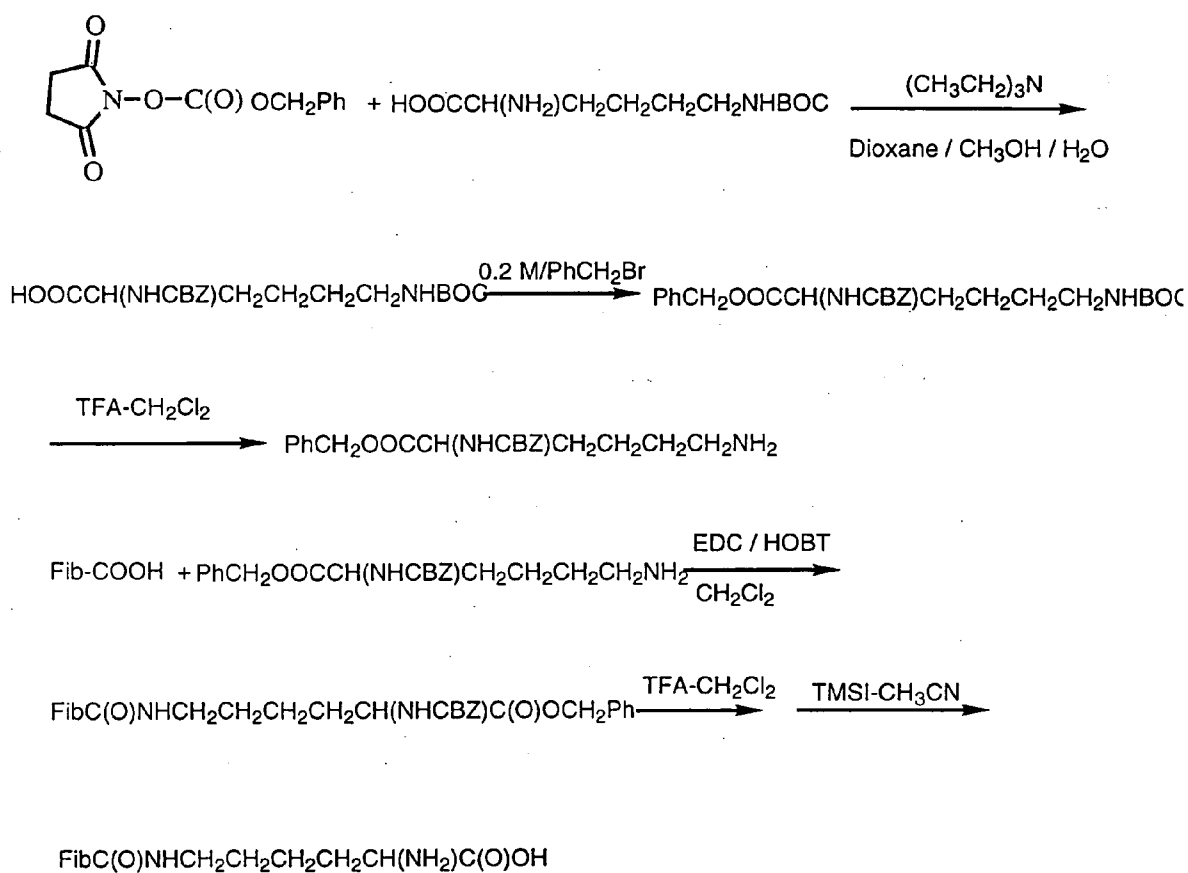 O
N-O-C(O) OCH2Ph + HOOCCH(NH2)CH2CH2CH2CH2NHBOC
(CH3CH2)3N
Dioxane / CH3OH / H2O
O
HOOCCH(NHCBZ)CH2CH2CH2CH2NHBOC
0.2 M/PhCH2Br
PhCH2OOCCH(NHCBZ)CH2CH2CH2CH2NHBOC
TFA-CH2Cl2
PhCH2OOCCH(NHCBZ)CH2CH2CH2CH2NH2
Fib-COOH + PhCH2OOCCH(NHCBZ)CH2CH2CH2CH2NH2
EDC / HOBT
CH2Cl2
FibC(O)NHCH2CH2CH2CH2CH(NHCBZ)C(O)OCH2Ph
TFA-CH2Cl2
TMSI-CH3CN
FibC(O)NHCH2CH2CH2CH2CH(NH2)C(O)OH